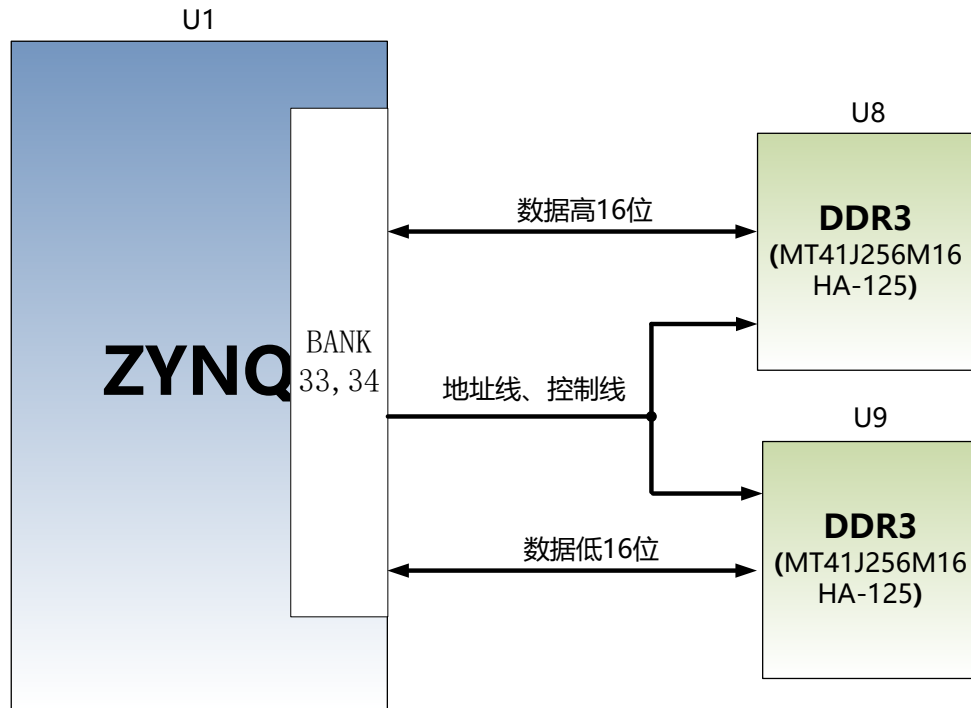 U1
U8
数据高16位
DDR3
(MT41J256M16
HA-125)
ZYNQ
BANK
33,34
地址线、控制线
U9
数据低16位
DDR3
(MT41J256M16
HA-125)